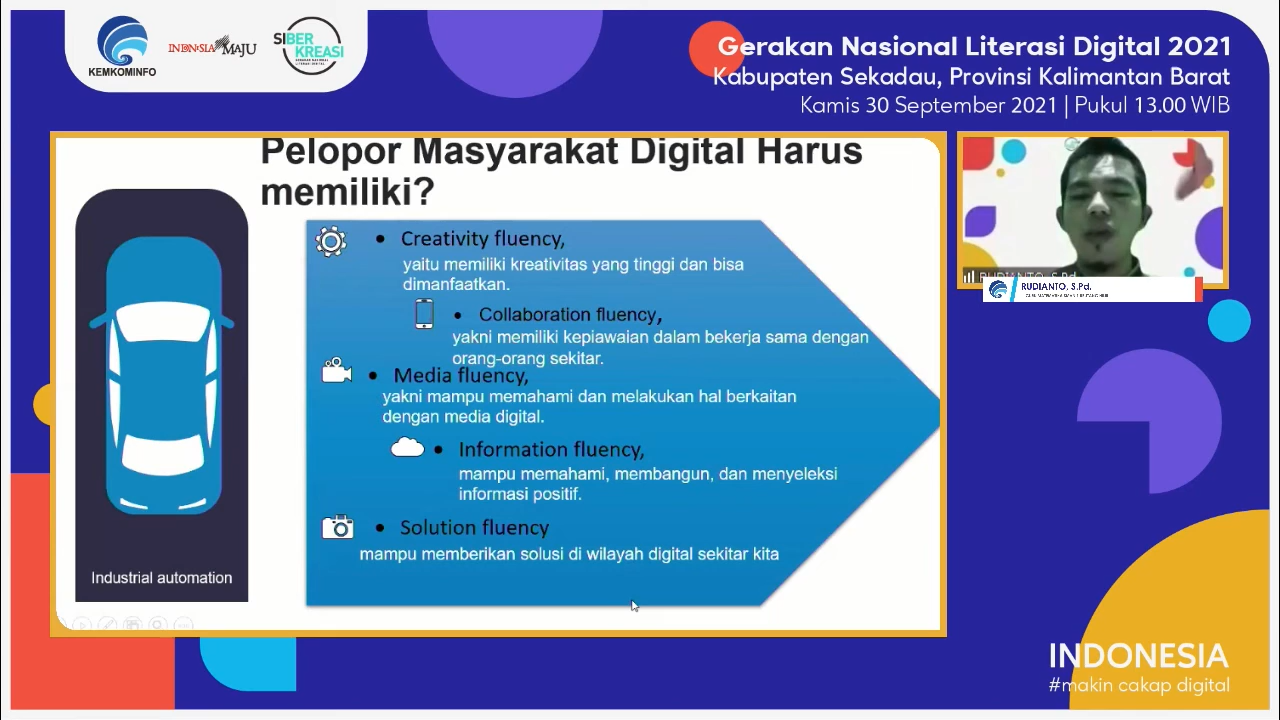 KEMKOMINFO
INDONESIA MAJU
SIBER KREASI
Gerakan Nasional Literasi Digital 2021
Kabupaten Sekadau, Provinsi Kalimantan Barat
Kamis 30 September 2021 | Pukul 13.00 WIB
Pelopor Masyarakat Digital Harus
memiliki?
• Creativity fluency,
yaitu memiliki kreativitas yang tinggi dan bisa
dimanfaatkan.
• Collaboration fluency,
yakni memiliki kepiawaian dalam bekerja sama dengan
orang-orang sekitar.
• Media fluency,
yakni mampu memahami dan melakukan hal berkaitan
dengan media digital.
• Information fluency,
mampu memahami, membangun, dan menyeleksi
informasi positif.
• Solution fluency
mampu memberikan solusi di wilayah digital sekitar kita
Industrial automation
RUDIANTO, S.Pd
RUDIANTO, S.Pd.
INDONESIA
#makin cakap digital